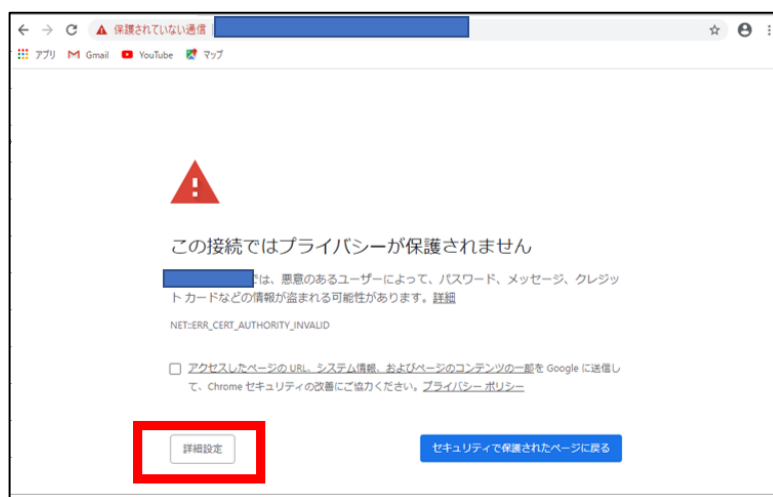 保護されていない通信
アプリ Gmail YouTube マップ
この接続ではプライバシーが保護されません
では、悪意のあるユーザーによって、パスワード、メッセージ、クレジッ
ト カードなどの情報が盗まれる可能性があります。詳細
NET::ERR_CERT_AUTHORITY_INVALID
アクセスしたページの URL、システム情報、およびページのコンテンツの一部を Google に送信し
て、Chrome セキュリティの改善にご協力ください。プライバシー ポリシー
詳細設定 セキュリティで保護されたページに戻る